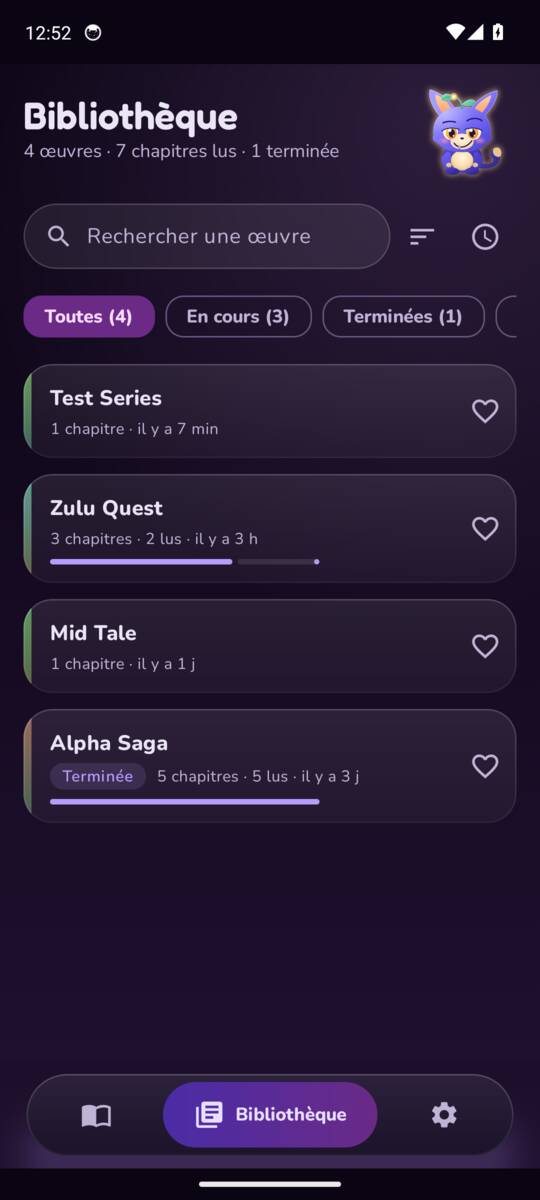 12:52
Bibliothèque
4 œuvres · 7 chapitres lus · 1 terminée
Rechercher une œuvre
Toutes (4)
En cours (3)
Terminées (1)
Test Series
1 chapitre · il y a 7 min
Zulu Quest
3 chapitres · 2 lus · il y a 3 h
Mid Tale
1 chapitre · il y a 1 j
Alpha Saga
Terminée 5 chapitres · 5 lus · il y a 3 j
Bibliothèque